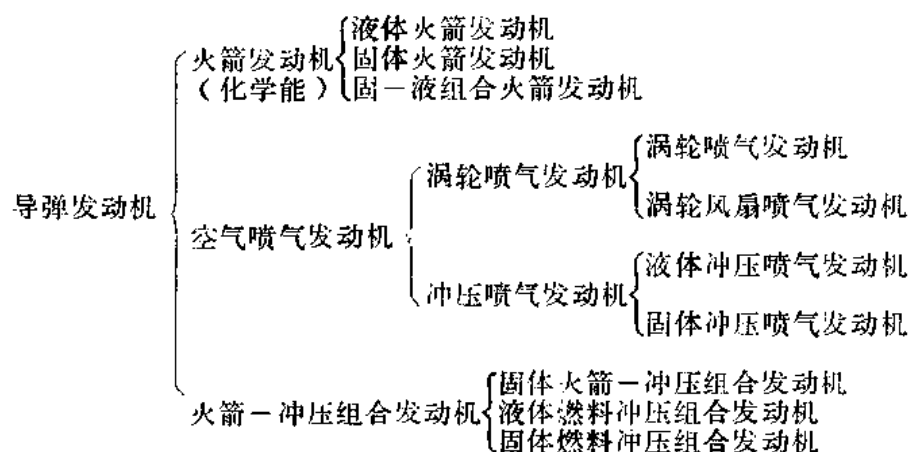 液体火箭发动机
火箭发动机
固体火箭发动机
（化学能）
固－液组合火箭发动机
涡轮喷气发动机
涡轮喷气发动机
涡轮风扇喷气发动机
导弹发动机
空气喷气发动机
液体冲压喷气发动机
冲压喷气发动机
固体冲压喷气发动机
固体火箭－冲压组合发动机
火箭－冲压组合发动机
液体燃料冲压组合发动机
固体燃料冲压组合发动机